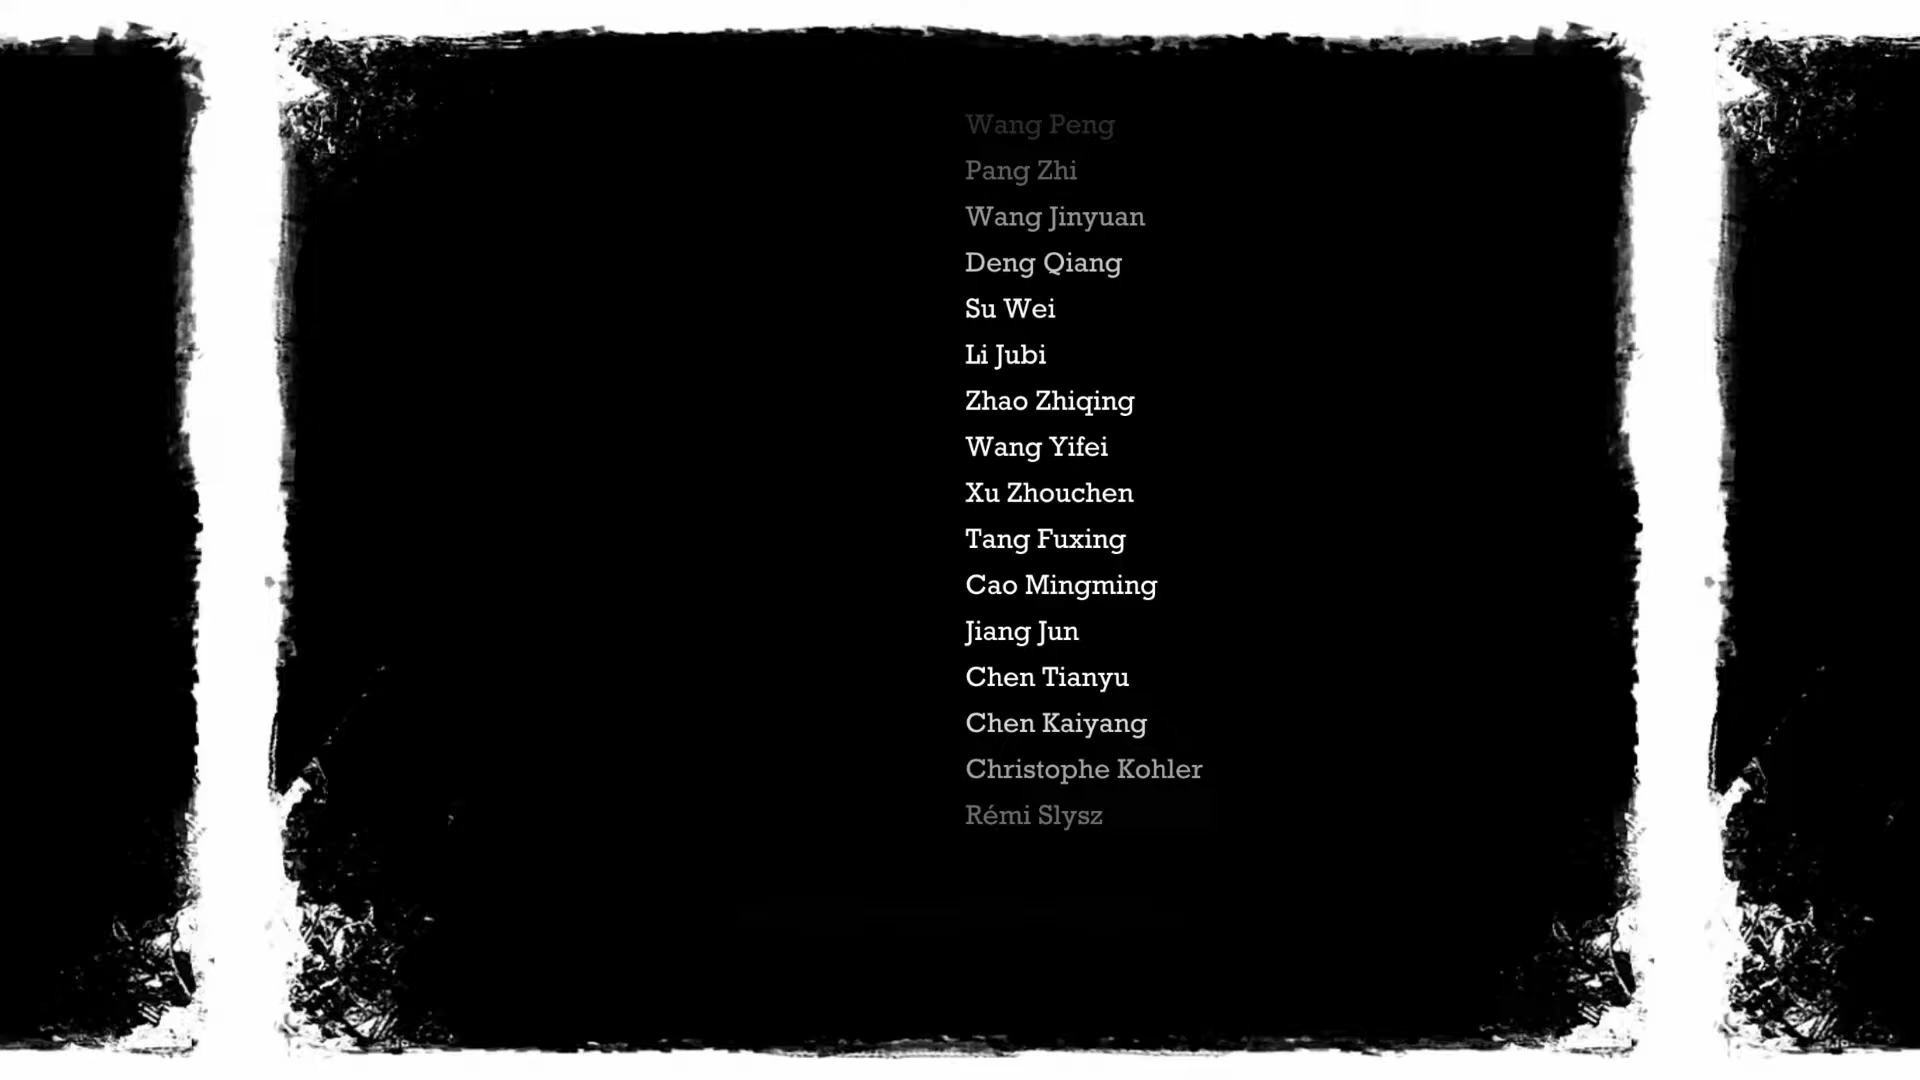 Wang Peng
Pang Zhi
Wang Jinyuan
Deng Qiang
Su Wei
Li Jubi
Zhao Zhiqing
Wang Yifei
Xu Zhouchen
Tang Fuxing
Cao Mingming
Jiang Jun
Chen Tianyu
Chen Kaiyang
Christophe Kohler
Rémi Slysz